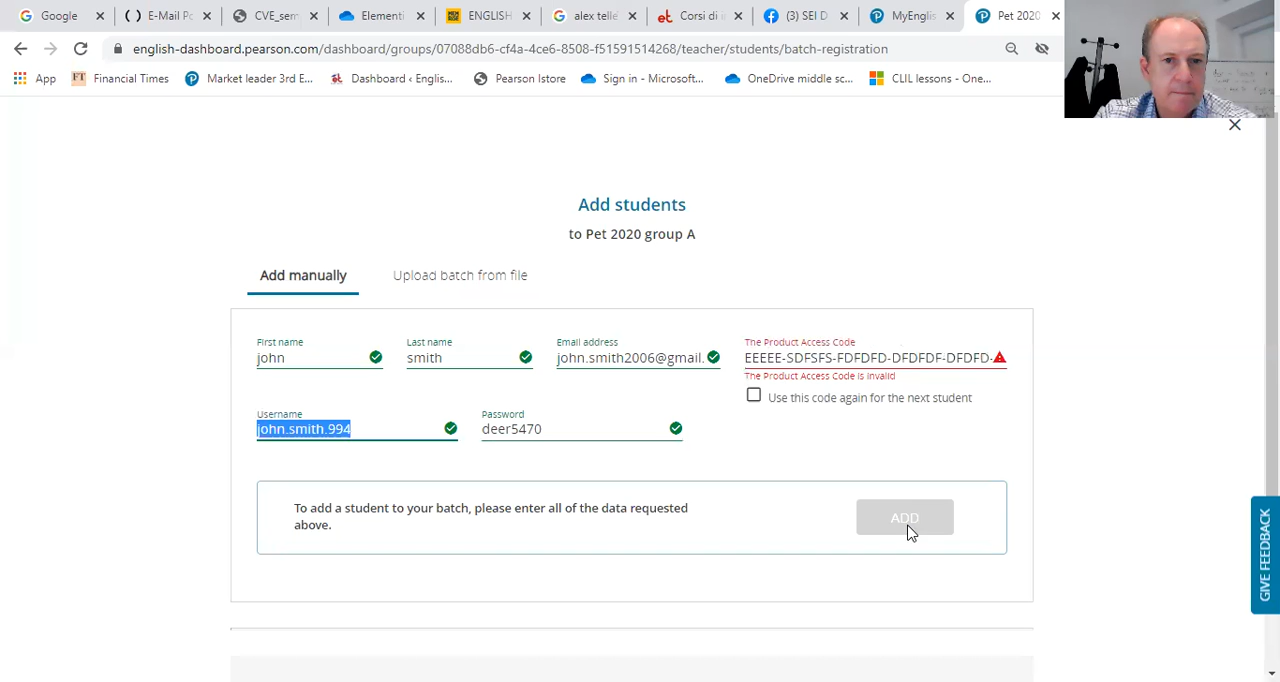 Google
E-Mail Po
CVE_sem
Elementi
ENGLISH
alex telle
Corsi di i
(3) SEI D
MyEnglis
Pet 2020
english-dashboard.pearson.com/dashboard/groups/07088db6-cf4a-4ce6-8508-f51591514268/teacher/students/batch-registration
App
FT Financial Times
Market leader 3rd E...
Dashboard ‹ Englis...
Pearson Istore
Sign in - Microsoft...
OneDrive middle sc...
CLIL lessons - One...
Add students
to Pet 2020 group A
Add manually
Upload batch from file
First name
Last name
Email address
The Product Access Code
john
smith
john.smith2006@gmail.
EEEEE-SDFSFS-FDFDFD-DFDFDF-DFDFD-
The Product Access Code is invalid
Use this code again for the next student
Username
Password
john.smith.994
deer5470
To add a student to your batch, please enter all of the data requested
above.
ADD
GIVE FEEDBACK